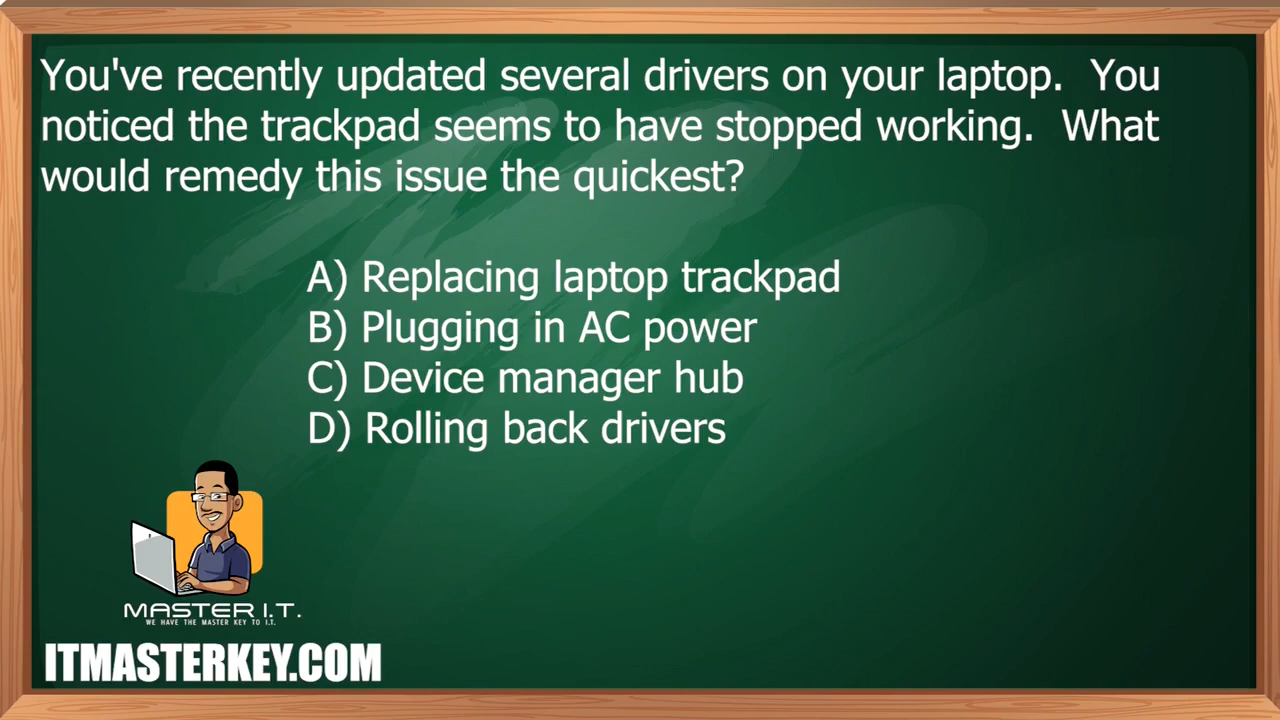 You've recently updated several drivers on your laptop.  You
noticed the trackpad seems to have stopped working.  What
would remedy this issue the quickest?
A) Replacing laptop trackpad
B) Plugging in AC power
C) Device manager hub
D) Rolling back drivers
MASTER I.T.
WE HAVE THE MASTER KEY TO I.T.
ITMASTERKEY.COM